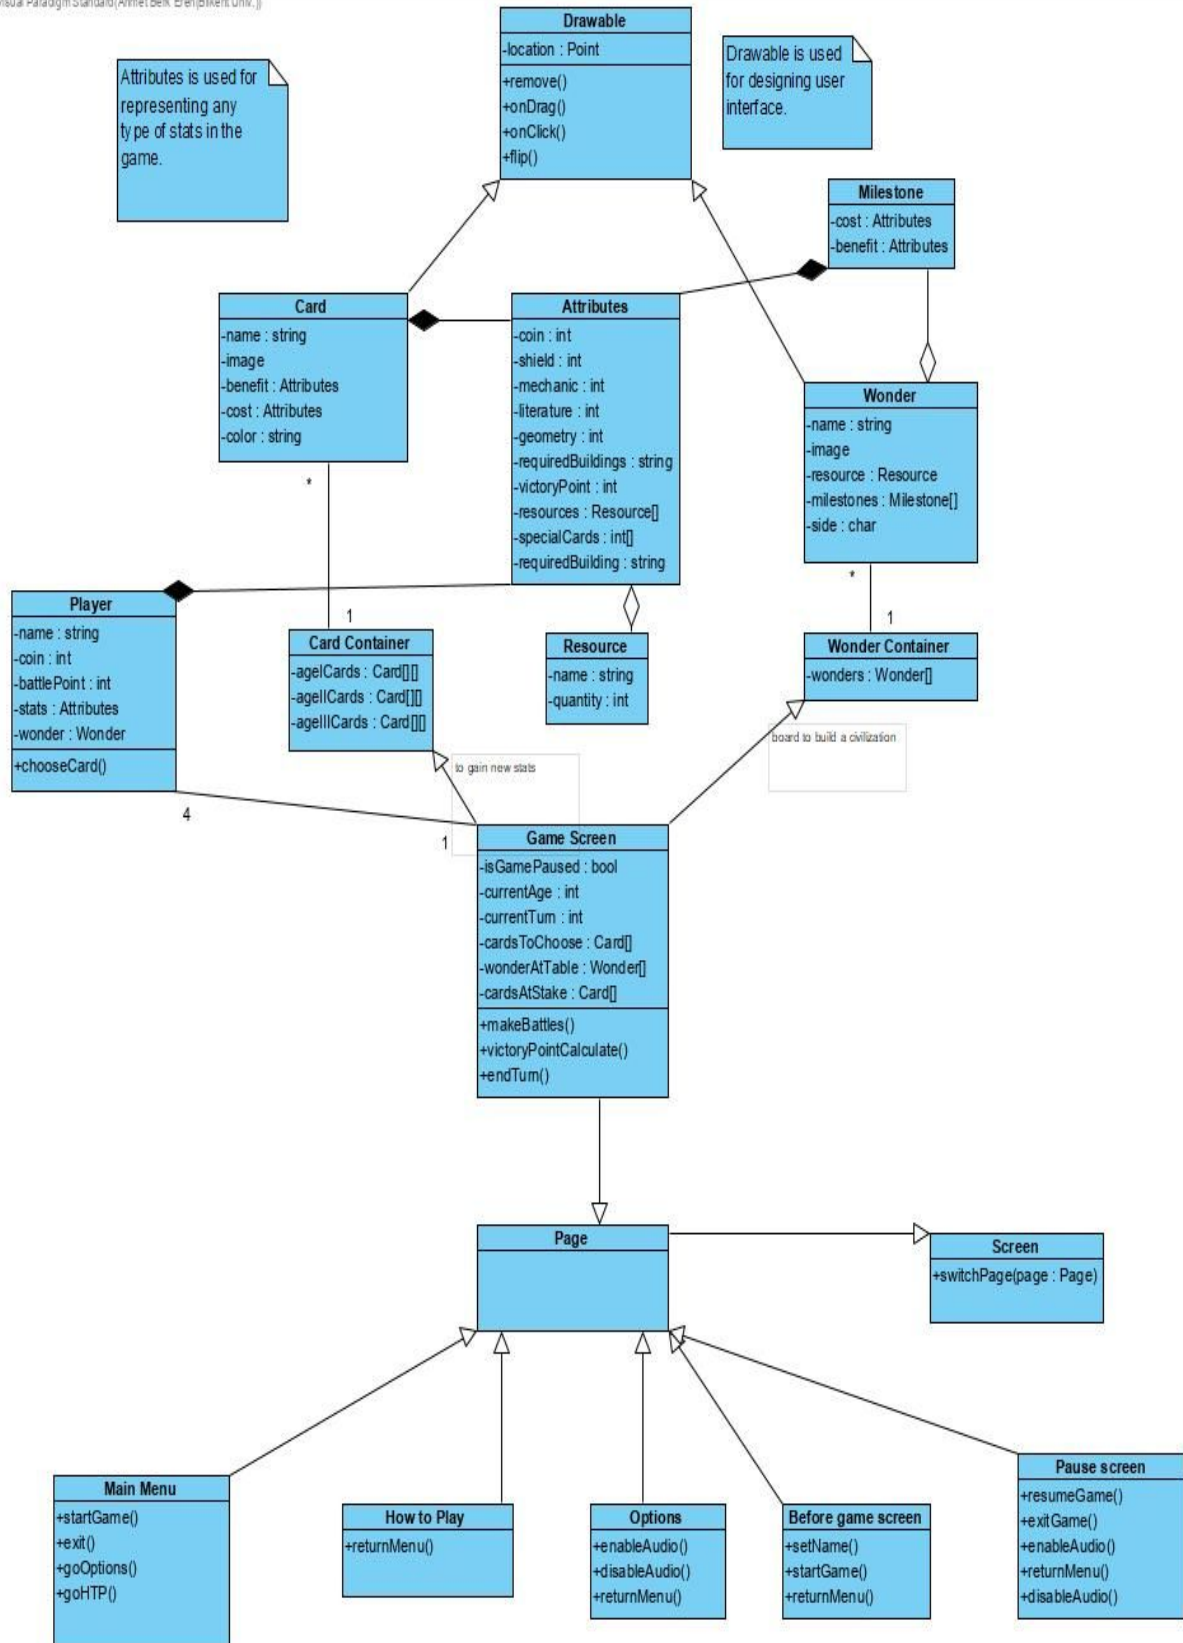 Visual Paradigm Standard(Ahmet Berk Eren(Bilkent Univ.))
Drawable
-location : Point
+remove()
+onDrag()
+onClick()
+flip()
Attributes is used for
representing any
type of stats in the
game.
Drawable is used
for designing user
interface.
Milestone
-cost : Attributes
-benefit : Attributes
Card
-name : string
-image
-benefit : Attributes
-cost : Attributes
-color : string
Attributes
-coin : int
-shield : int
-mechanic : int
-literature : int
-geometry : int
-requiredBuildings : string
-victoryPoint : int
-resources : Resource[]
-specialCards : int[]
-requiredBuilding : string
Wonder
-name : string
-image
-resource : Resource
-milestones : Milestone[]
-side : char
*
1
*
1
Player
-name : string
-coin : int
-battlePoint : int
-stats : Attributes
-wonder : Wonder
+chooseCard()
Card Container
-ageICards : Card[][]
-ageIICards : Card[][]
-ageIIICards : Card[][]
Resource
-name : string
-quantity : int
Wonder Container
-wonders : Wonder[]
to gain new stats
board to build a civilization
4
1
Game Screen
-isGamePaused : bool
-currentAge : int
-currentTurn : int
-cardsToChoose : Card[]
-wonderAtTable : Wonder[]
-cardsAtStake : Card[]
+makeBattles()
+victoryPointCalculate()
+endTurn()
Page
Screen
+switchPage(page : Page)
Main Menu
+startGame()
+exit()
+goOptions()
+goHTP()
How to Play
+returnMenu()
Options
+enableAudio()
+disableAudio()
+returnMenu()
Before game screen
+setName()
+startGame()
+returnMenu()
Pause screen
+resumeGame()
+exitGame()
+enableAudio()
+returnMenu()
+disableAudio()